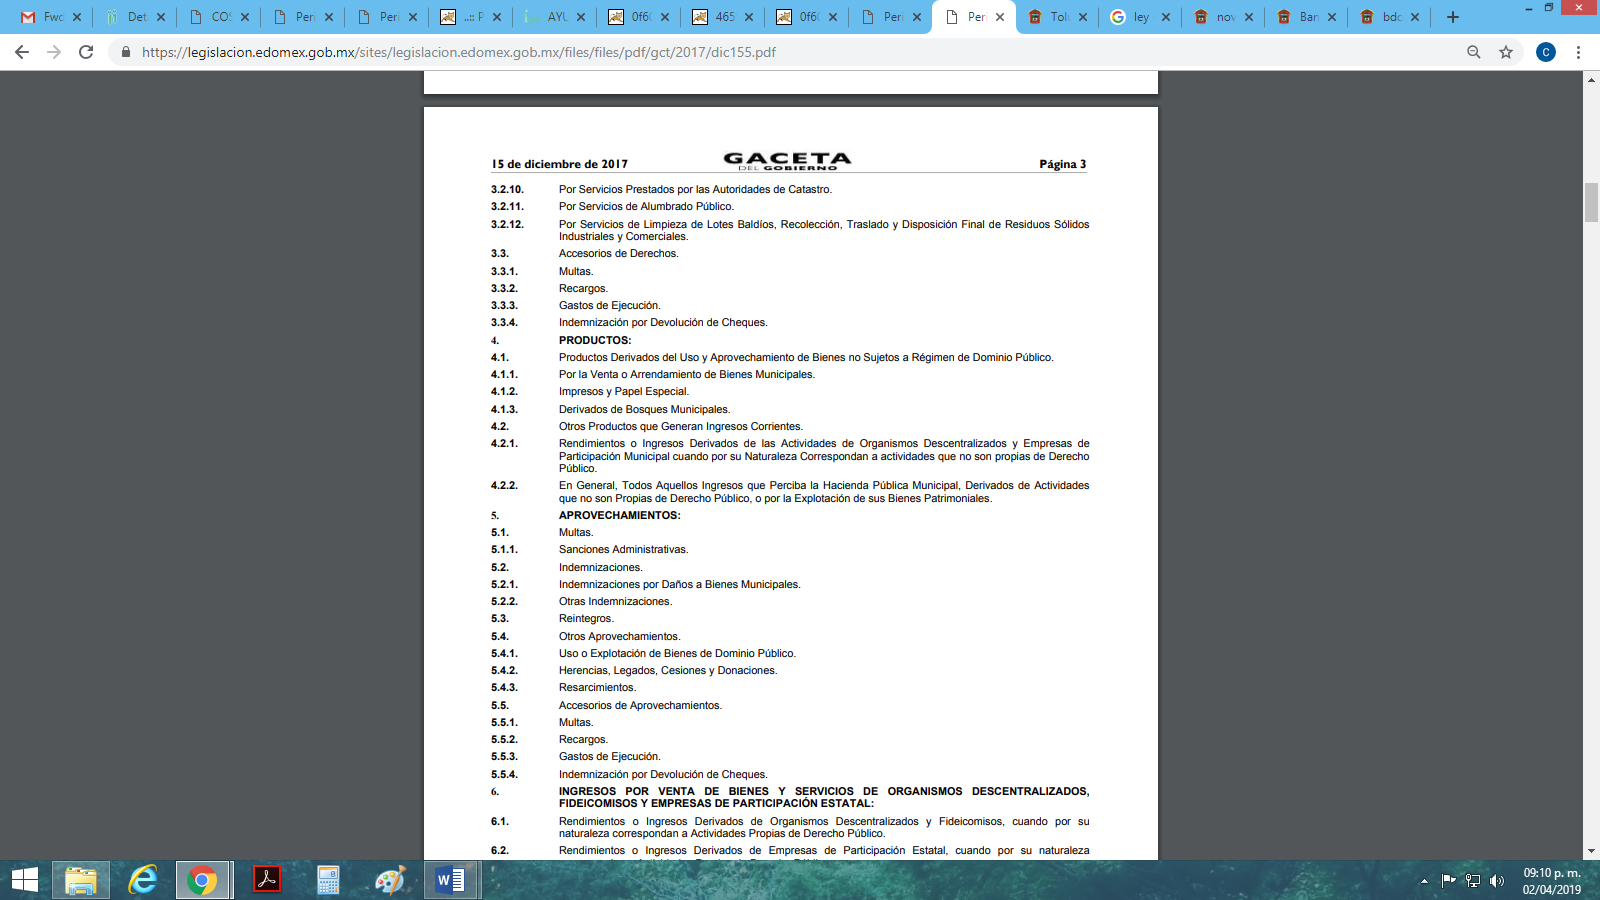 Fwc
Det
COS
Peri
Peri
..:: P
AYU
0f6
465
0f6
Peri
Peri
Tolu
ley
nov
Ban
bdc
https://legislacion.edomex.gob.mx/sites/legislacion.edomex.gob.mx/files/files/pdf/gct/2017/dic155.pdf
C
15 de diciembre de 2017 GACETA DEL GOBIERNO Página 3
3.2.10. Por Servicios Prestados por las Autoridades de Catastro.
3.2.11. Por Servicios de Alumbrado Público.
3.2.12. Por Servicios de Limpieza de Lotes Baldíos, Recolección, Traslado y Disposición Final de Residuos Sólidos
Industriales y Comerciales.
3.3. Accesorios de Derechos.
3.3.1. Multas.
3.3.2. Recargos.
3.3.3. Gastos de Ejecución.
3.3.4. Indemnización por Devolución de Cheques.
4. PRODUCTOS:
4.1. Productos Derivados del Uso y Aprovechamiento de Bienes no Sujetos a Régimen de Dominio Público.
4.1.1. Por la Venta o Arrendamiento de Bienes Municipales.
4.1.2. Impresos y Papel Especial.
4.1.3. Derivados de Bosques Municipales.
4.2. Otros Productos que Generan Ingresos Corrientes.
4.2.1. Rendimientos o Ingresos Derivados de las Actividades de Organismos Descentralizados y Empresas de
Participación Municipal cuando por su Naturaleza Correspondan a actividades que no son propias de Derecho
Público.
4.2.2. En General, Todos Aquellos Ingresos que Perciba la Hacienda Pública Municipal, Derivados de Actividades
que no son Propias de Derecho Público, o por la Explotación de sus Bienes Patrimoniales.
5. APROVECHAMIENTOS:
5.1. Multas.
5.1.1. Sanciones Administrativas.
5.2. Indemnizaciones.
5.2.1. Indemnizaciones por Daños a Bienes Municipales.
5.2.2. Otras Indemnizaciones.
5.3. Reintegros.
5.4. Otros Aprovechamientos.
5.4.1. Uso o Explotación de Bienes de Dominio Público.
5.4.2. Herencias, Legados, Cesiones y Donaciones.
5.4.3. Resarcimientos.
5.5. Accesorios de Aprovechamientos.
5.5.1. Multas.
5.5.2. Recargos.
5.5.3. Gastos de Ejecución.
5.5.4. Indemnización por Devolución de Cheques.
6. INGRESOS POR VENTA DE BIENES Y SERVICIOS DE ORGANISMOS DESCENTRALIZADOS,
FIDEICOMISOS Y EMPRESAS DE PARTICIPACIÓN ESTATAL:
6.1. Rendimientos o Ingresos Derivados de Organismos Descentralizados y Fideicomisos, cuando por su
naturaleza correspondan a Actividades Propias de Derecho Público.
6.2. Rendimientos o Ingresos Derivados de Empresas de Participación Estatal, cuando por su naturaleza
09:10 p. m.
02/04/2019